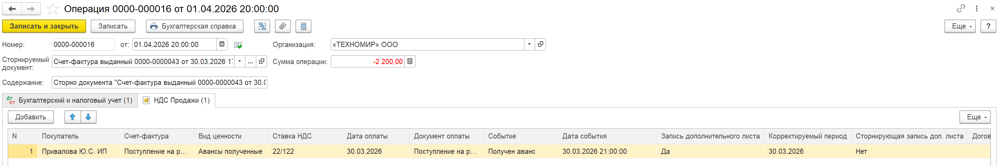 Операция 0000-000016 от 01.04.2026 20:00:00
Записать и закрыть Записать Бухгалтерская справка Еще ?
Номер: 0000-000016 от: 01.04.2026 20:00:00 Организация: «ТЕХНОМИР» ООО
Сторнируемый документ: Счет-фактура выданный 0000-0000043 от 30.03.2026 17 ... Сумма операции: -2 200,00
Содержание: Сторно документа "Счет-фактура выданный 0000-0000043 от 30.0
Дт Кт Бухгалтерский и налоговый учет (1) НДС Продажи (1)
Добавить Еще
N Покупатель Счет-фактура Вид ценности Ставка НДС Дата оплаты Документ оплаты Событие Дата события Запись дополнительного листа Корректируемый период Сторнирующая запись доп. листа Догов
1 Привалова Ю.С. ИП Поступление на р... Авансы полученные 22/122 30.03.2026 Поступление на р... Получен аванс 30.03.2026 21:00:00 Да 30.03.2026 Нет